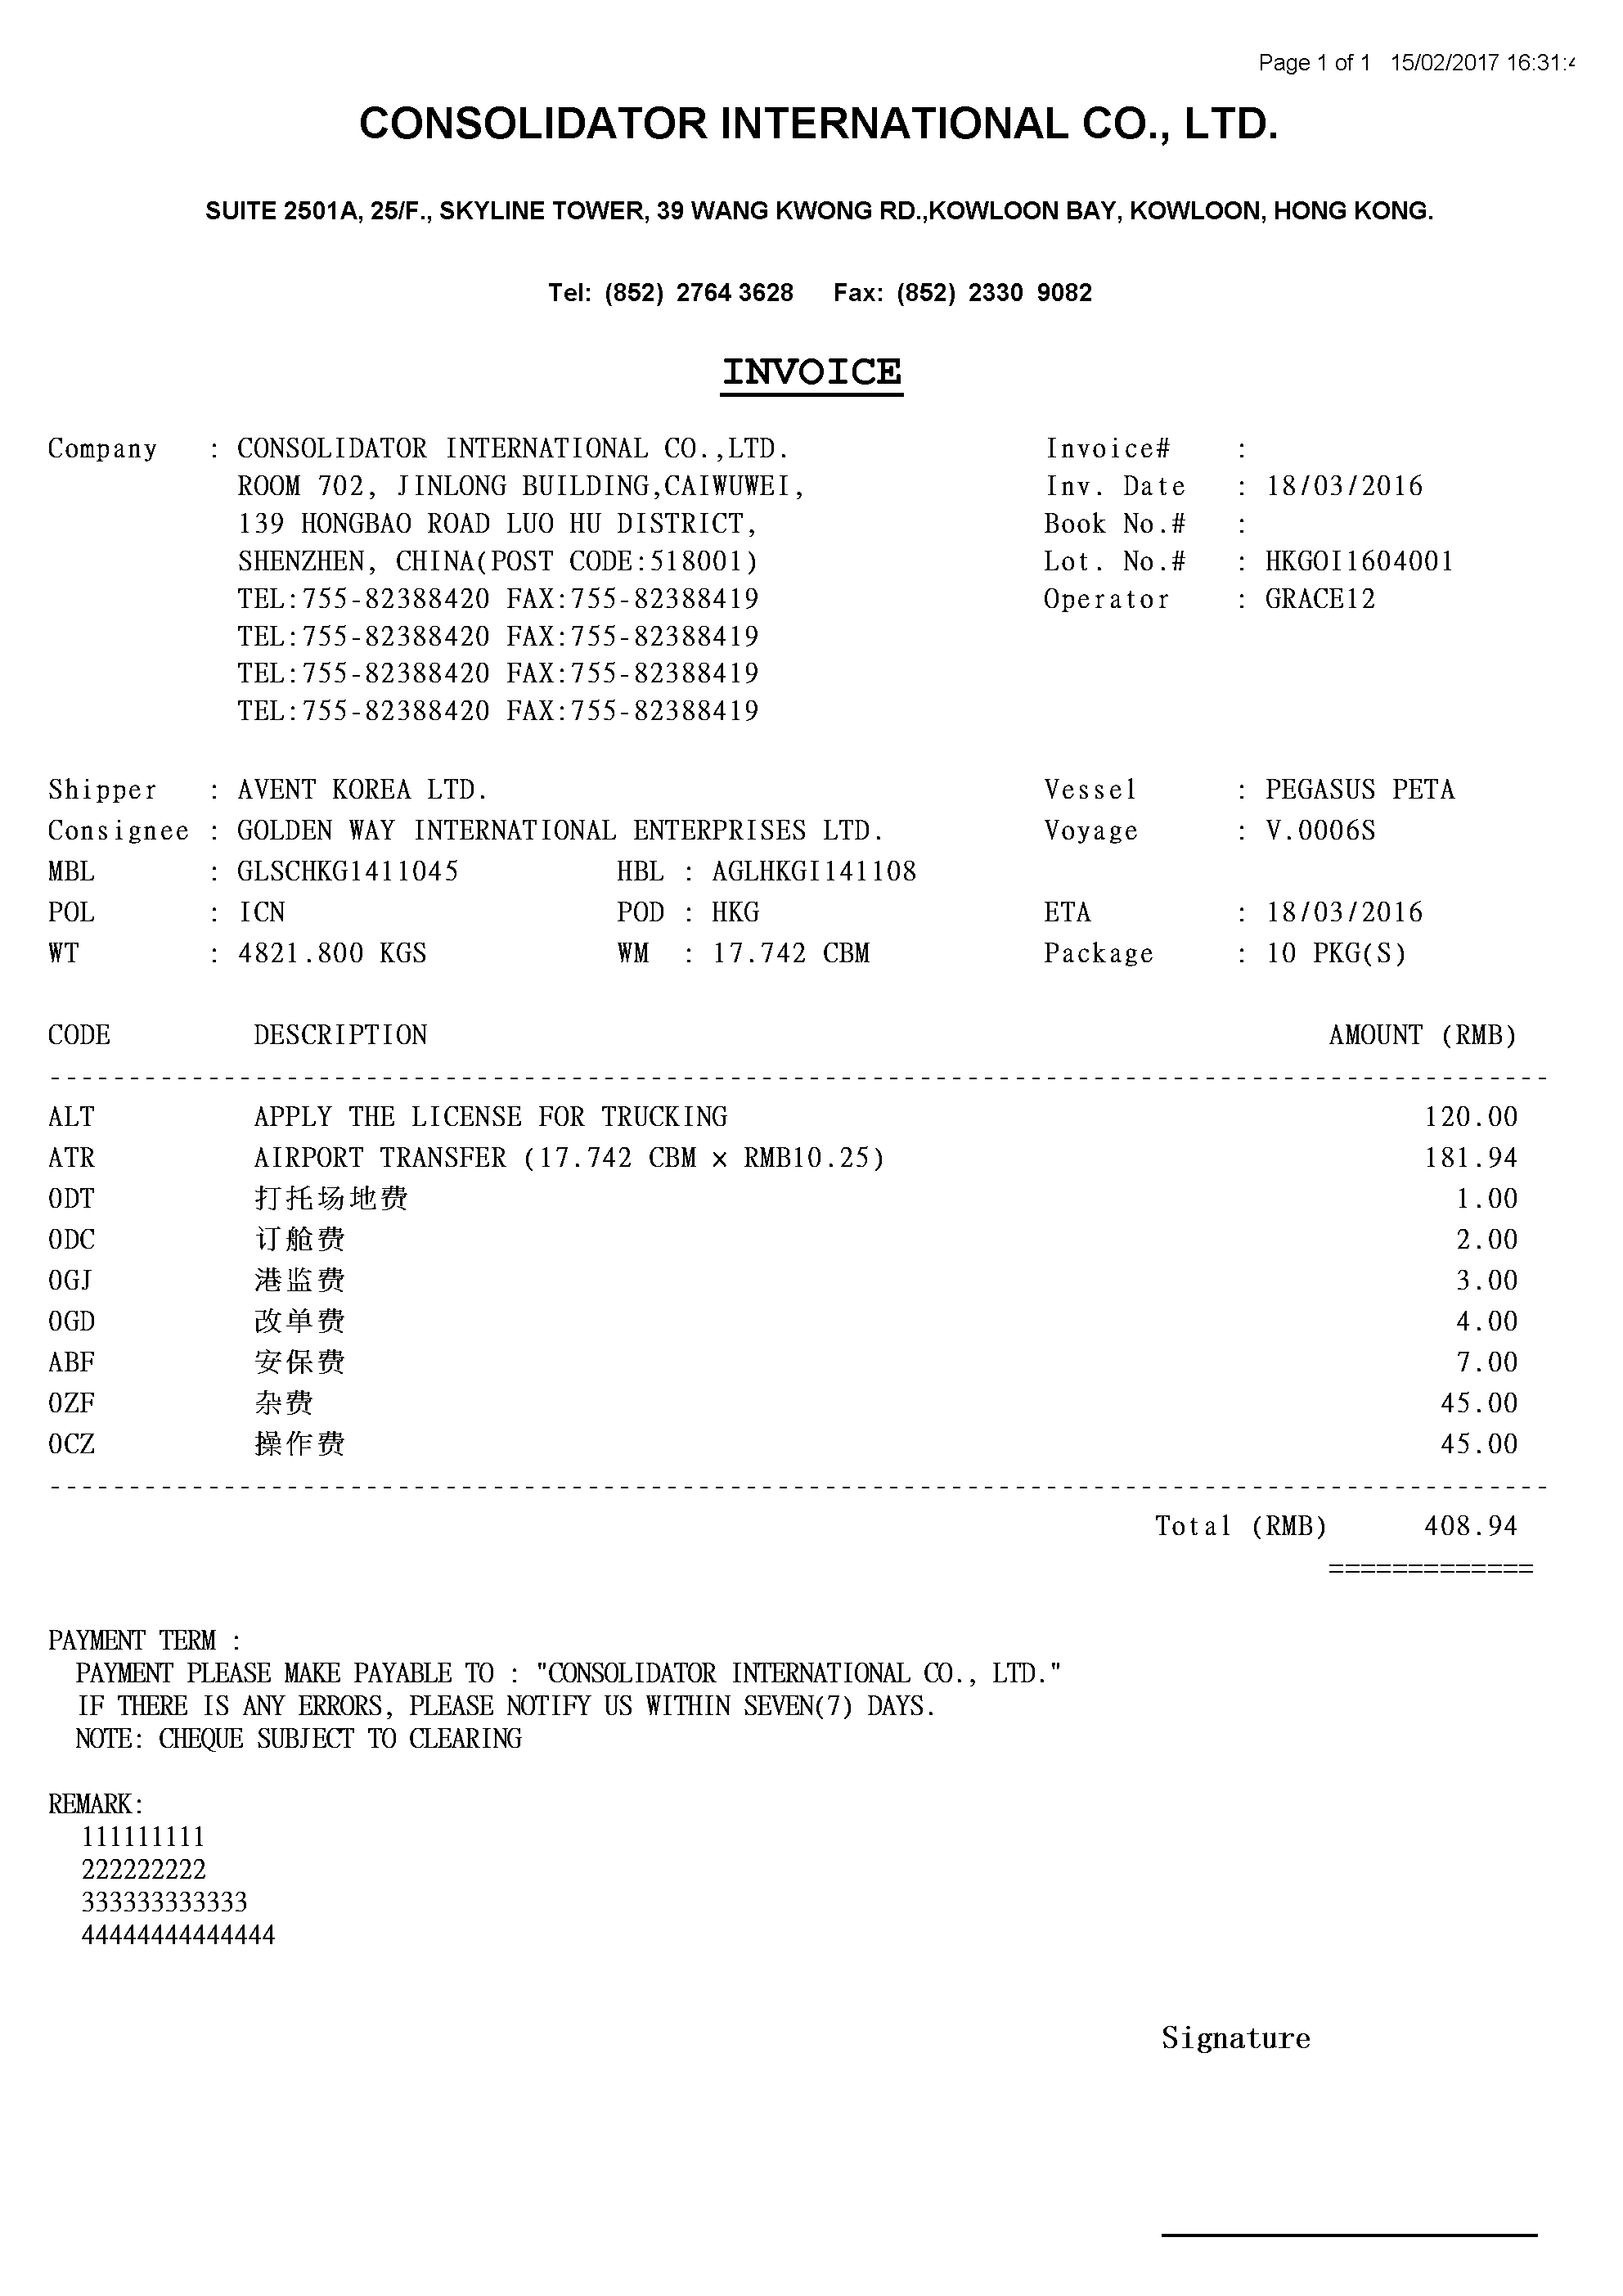 Page 1 of 1 15/02/2017 16:31:
CONSOLIDATOR INTERNATIONAL CO., LTD.
SUITE 2501A, 25/F., SKYLINE TOWER, 39 WANG KWONG RD.,KOWLOON BAY, KOWLOON, HONG KONG.
Tel: (852) 2764 3628 Fax: (852) 2330 9082
INVOICE
Company : CONSOLIDATOR INTERNATIONAL CO.,LTD. Invoice# :
ROOM 702, JINLONG BUILDING,CAIWUWEI, Inv. Date : 18/03/2016
139 HONGBAO ROAD LUO HU DISTRICT, Book No.# :
SHENZHEN, CHINA(POST CODE:518001) Lot. No.# : HKGOI1604001
TEL:755-82388420 FAX:755-82388419 Operator : GRACE12
TEL:755-82388420 FAX:755-82388419
TEL:755-82388420 FAX:755-82388419
TEL:755-82388420 FAX:755-82388419
Shipper : AVENT KOREA LTD. Vessel : PEGASUS PETA
Consignee : GOLDEN WAY INTERNATIONAL ENTERPRISES LTD. Voyage : V.0006S
MBL : GLSCHKG1411045 HBL : AGLHKGI141108
POL : ICN POD : HKG ETA : 18/03/2016
WT : 4821.800 KGS WM : 17.742 CBM Package : 10 PKG(S)
CODE DESCRIPTION AMOUNT (RMB)
ALT APPLY THE LICENSE FOR TRUCKING 120.00
ATR AIRPORT TRANSFER (17.742 CBM × RMB10.25) 181.94
0DT 打托场地费 1.00
0DC 订舱费 2.00
0GJ 港监费 3.00
0GD 改单费 4.00
ABF 安保费 7.00
0ZF 杂费 45.00
0CZ 操作费 45.00
Total (RMB) 408.94
=============
PAYMENT TERM :
PAYMENT PLEASE MAKE PAYABLE TO : "CONSOLIDATOR INTERNATIONAL CO., LTD."
IF THERE IS ANY ERRORS, PLEASE NOTIFY US WITHIN SEVEN(7) DAYS.
NOTE: CHEQUE SUBJECT TO CLEARING
REMARK:
111111111
222222222
333333333333
44444444444444
Signature